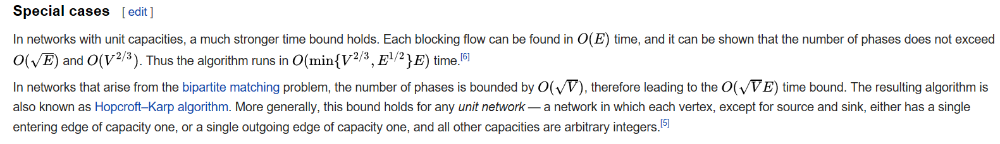 Special cases [ edit ]
In networks with unit capacities, a much stronger time bound holds. Each blocking flow can be found in O(E) time, and it can be shown that the number of phases does not exceed
O(√E) and O(V^{2/3}). Thus the algorithm runs in O(min{V^{2/3}, E^{1/2}}E) time.[6]
In networks that arise from the bipartite matching problem, the number of phases is bounded by O(√V), therefore leading to the O(√VE) time bound. The resulting algorithm is
also known as Hopcroft–Karp algorithm. More generally, this bound holds for any unit network — a network in which each vertex, except for source and sink, either has a single
entering edge of capacity one, or a single outgoing edge of capacity one, and all other capacities are arbitrary integers.[5]